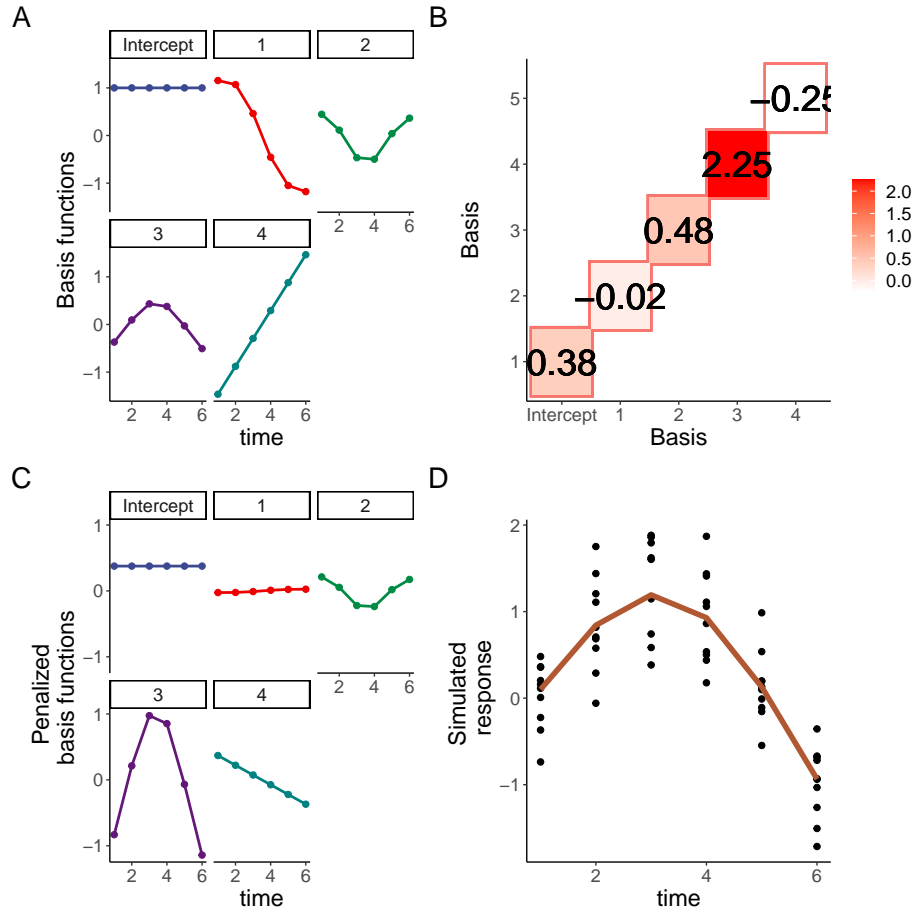 A
Intercept 1 2
1
0
−1
2 4 6
3 4
1
0
−1
2 4 6 2 4 6
time
Basis functions
B
5
4
3
2
1
−0.25
2.25
0.48
−0.02
0.38
Intercept 1 2 3 4
Basis
Basis
2.0
1.5
1.0
0.5
0.0
C
Intercept 1 2
1
0
−1
2 4 6
3 4
1
0
−1
2 4 6 2 4 6
time
Penalized
basis functions
D
2
1
0
−1
2 4 6
time
Simulated
response